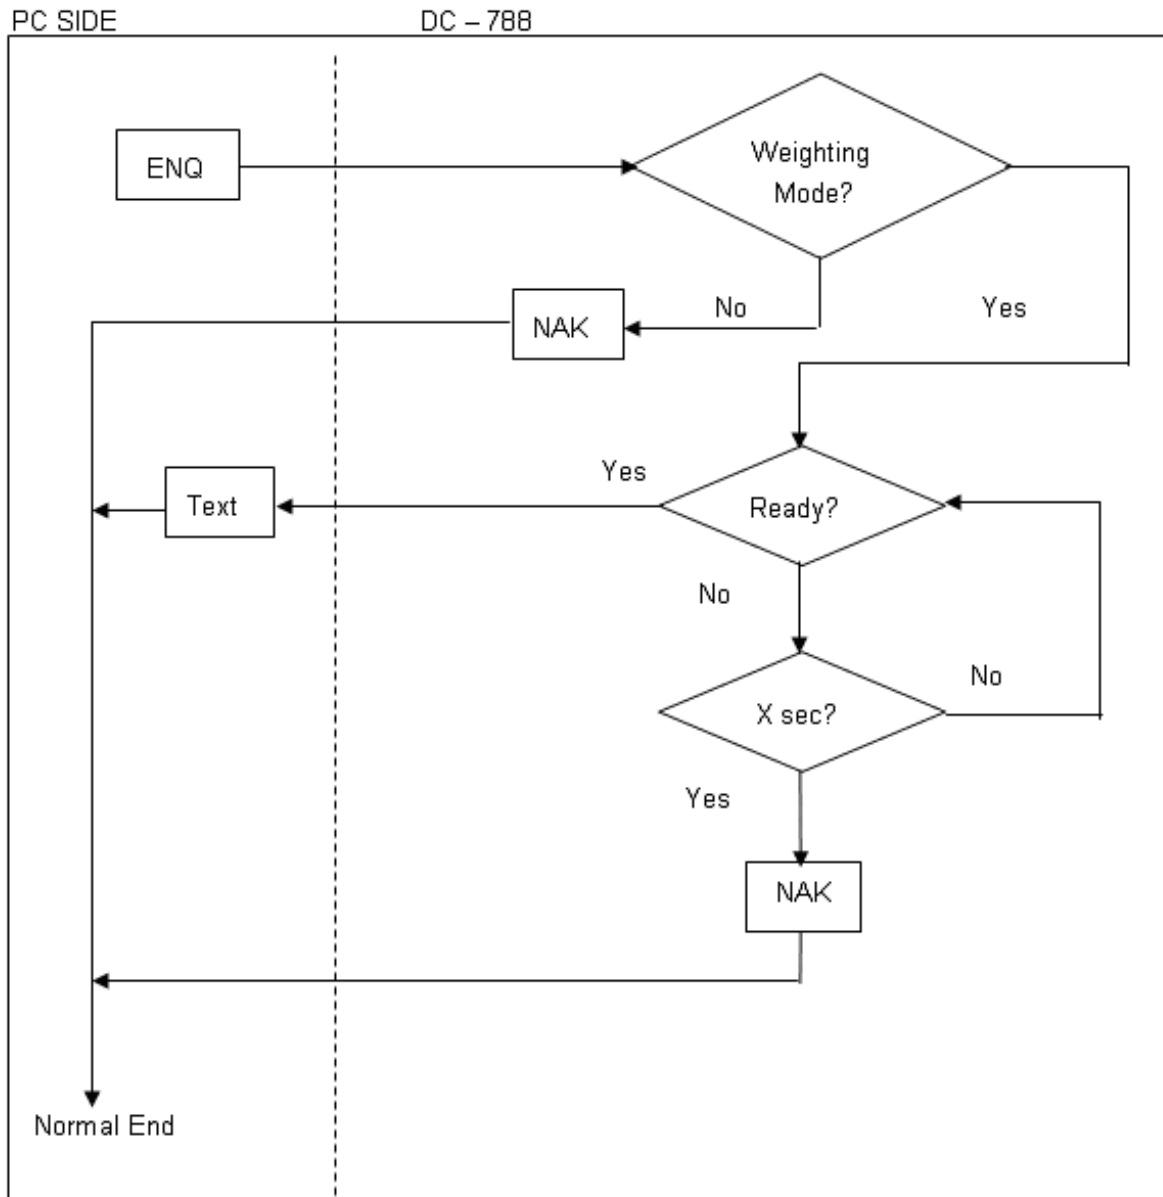 PC SIDE
DC – 788
ENQ
Weighting
Mode?
No
Yes
NAK
Yes
Text
Ready?
No
No
X sec?
Yes
NAK
Normal End